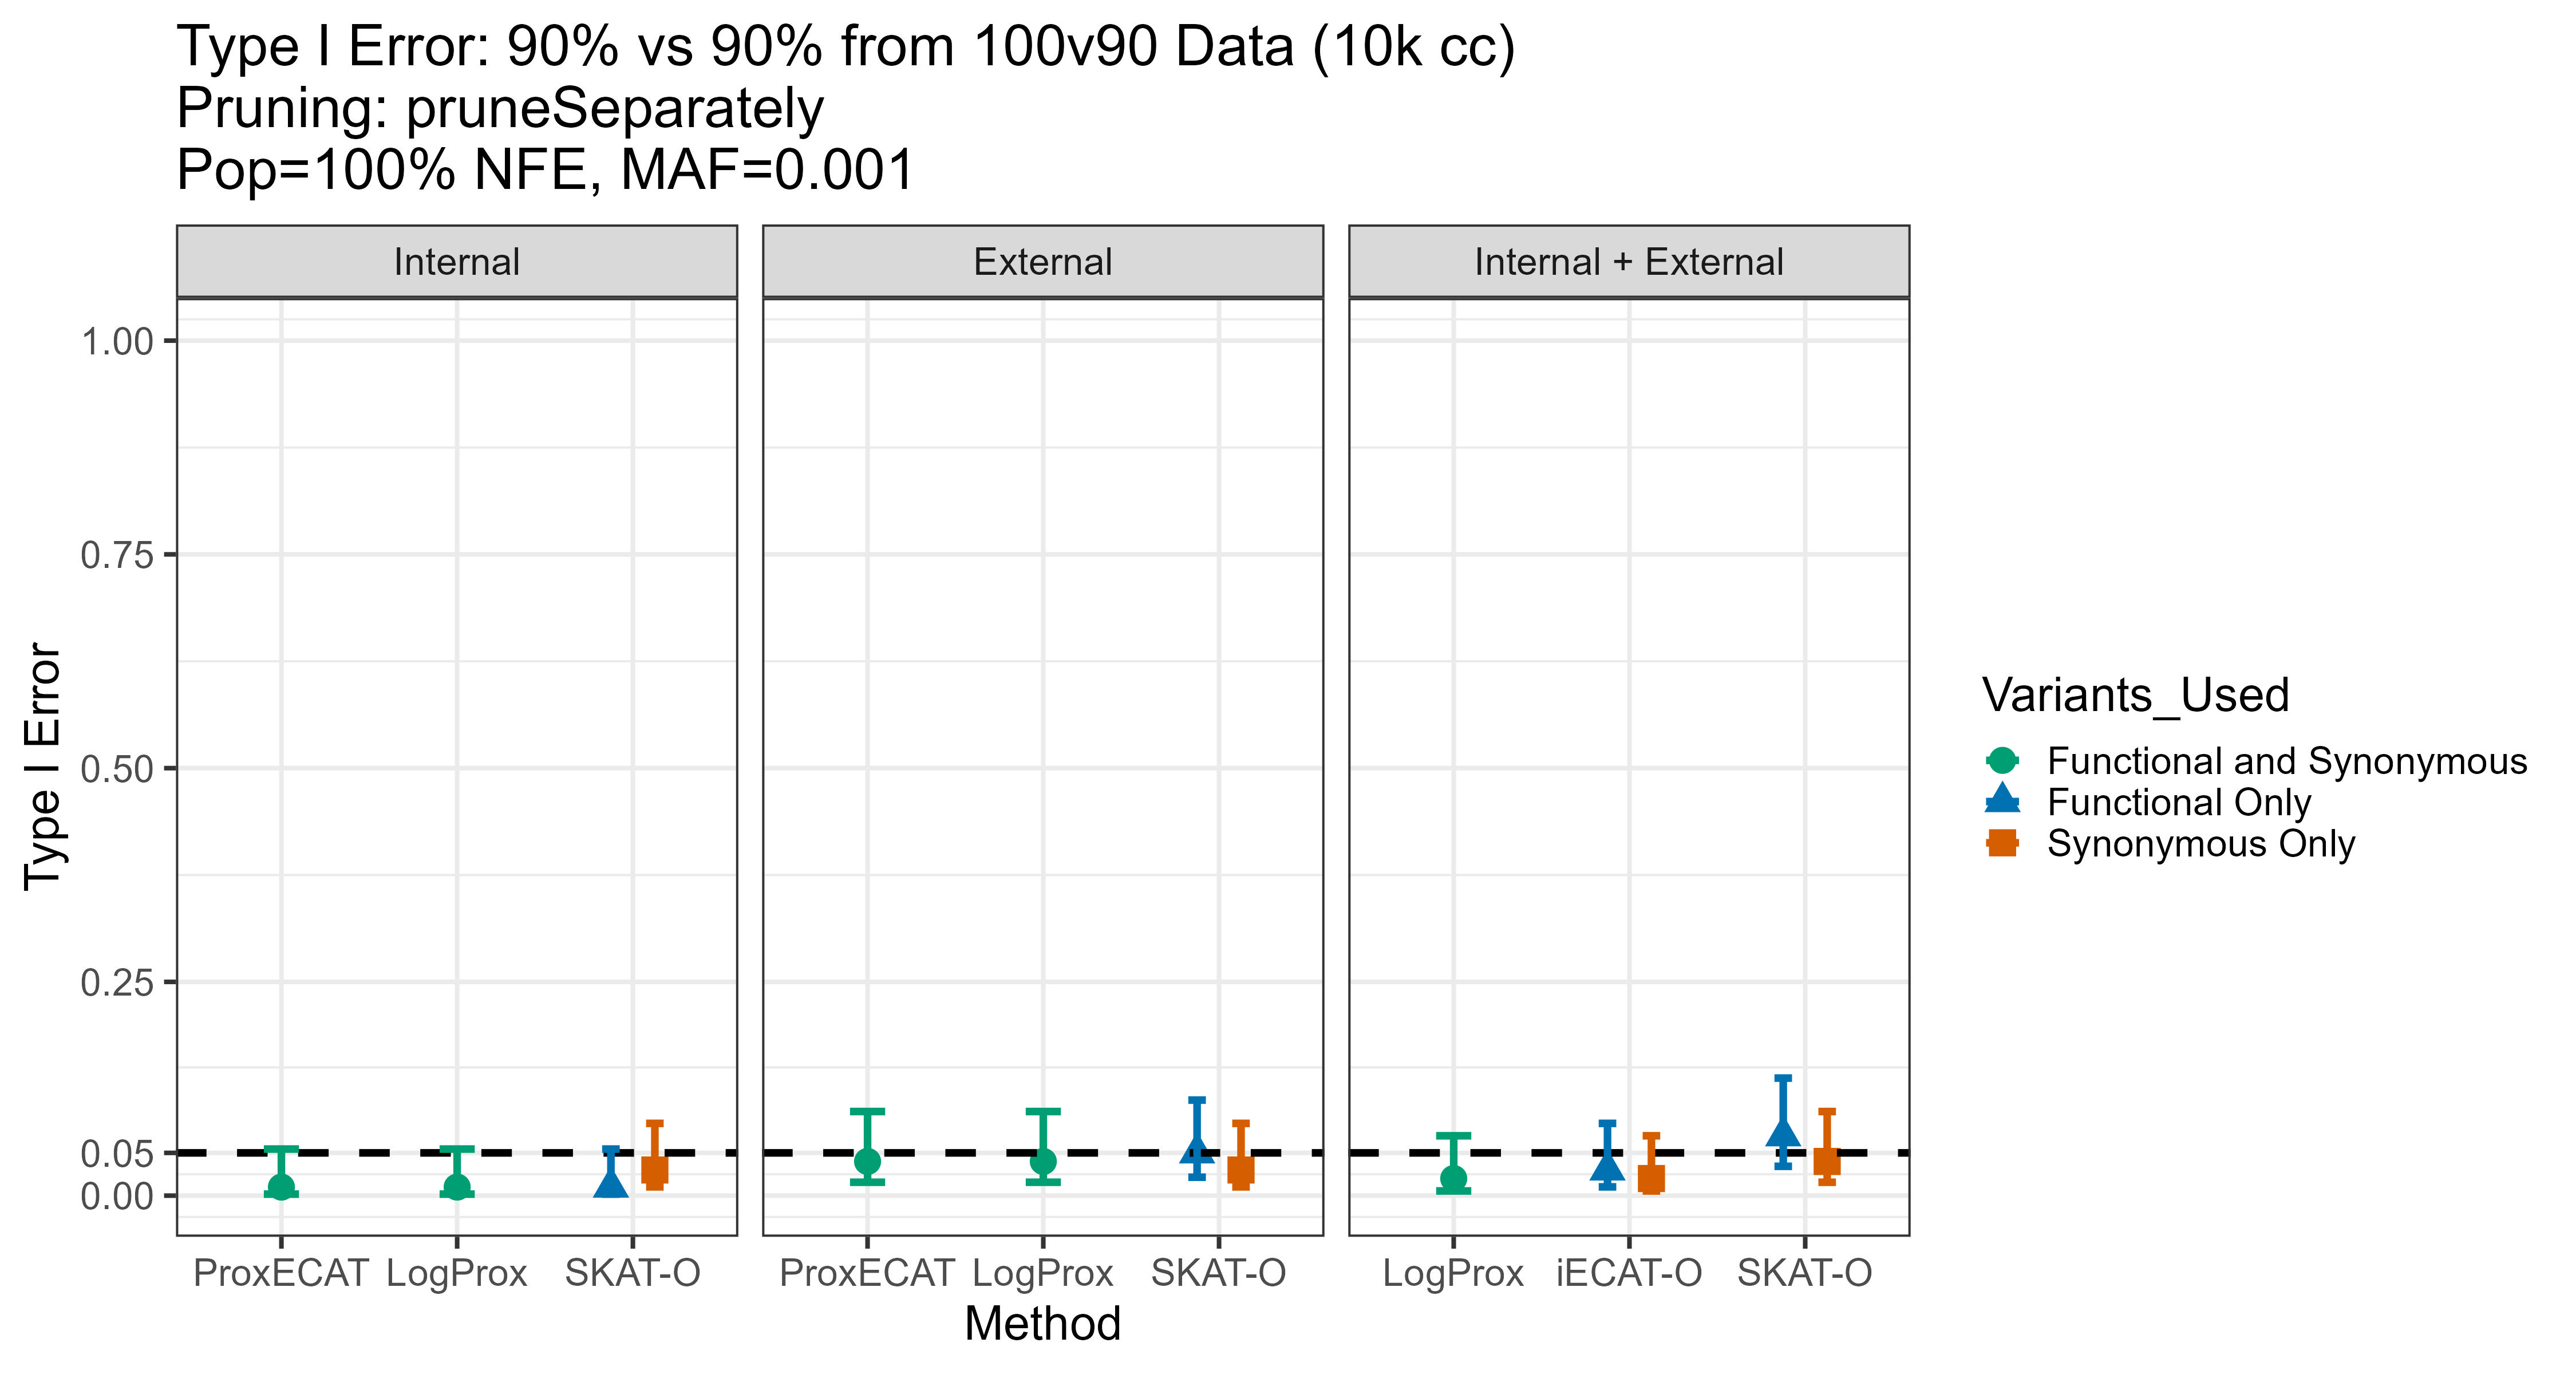 Type I Error: 90% vs 90% from 100v90 Data (10k cc)
Pruning: pruneSeparately
Pop=100% NFE, MAF=0.001
Internal
External
Internal + External
Type I Error
1.00
0.75
0.50
0.25
0.05
0.00
ProxECAT LogProx SKAT-O
ProxECAT LogProx SKAT-O
LogProx iECAT-O SKAT-O
Method
Variants_Used
Functional and Synonymous
Functional Only
Synonymous Only